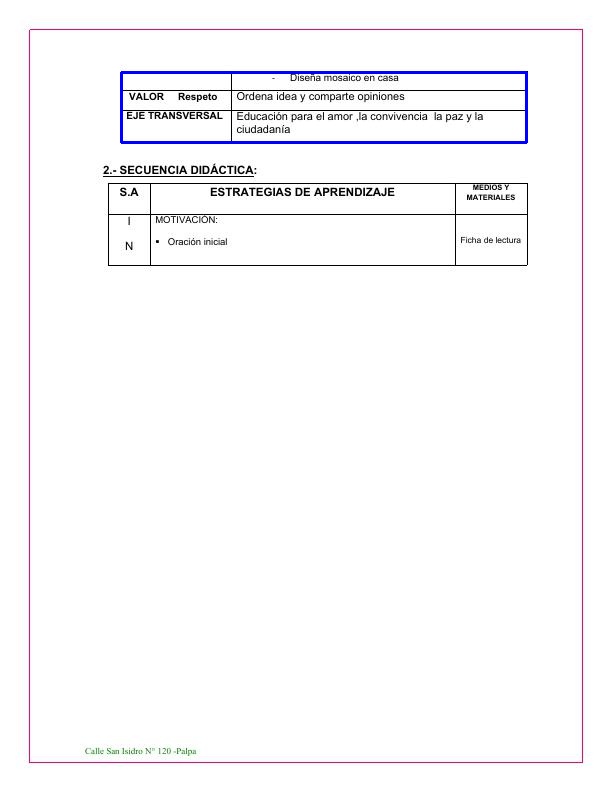 - Diseña mosaico en casa
VALOR Respeto
Ordena idea y comparte opiniones
EJE TRANSVERSAL
Educación para el amor ,la convivencia la paz y la
ciudadanía
2.- SECUENCIA DIDÁCTICA:
S.A
ESTRATEGIAS DE APRENDIZAJE
MEDIOS Y
MATERIALES
I
N
MOTIVACIÓN:
▪ Oración inicial
Ficha de lectura
Calle San Isidro N° 120 -Palpa